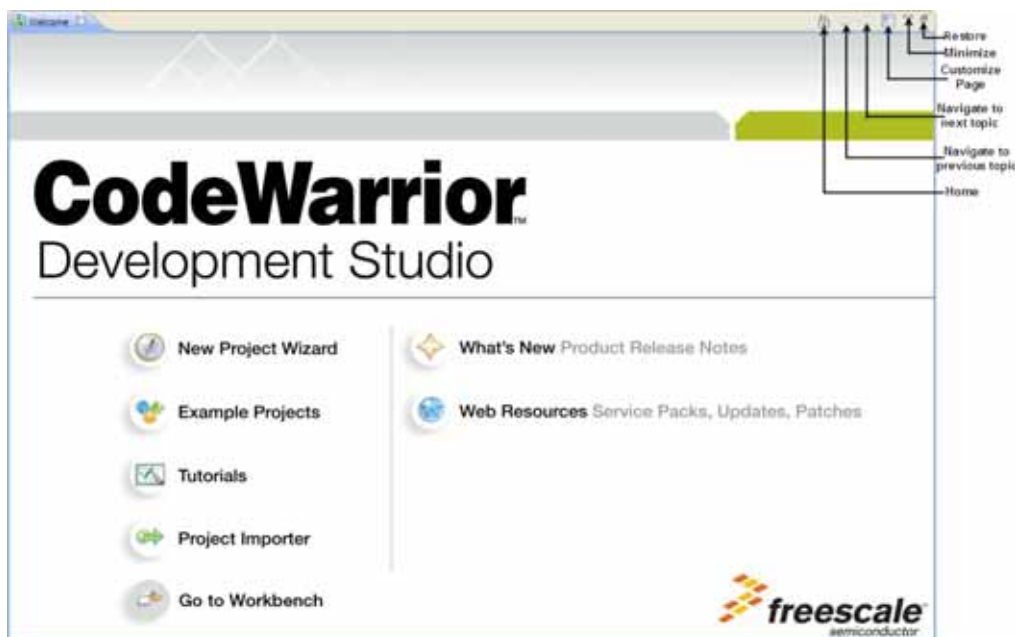 Welcome
Restore
Minimize
Customize
Page
Navigate to
next topic
Navigate to
previous topic
Home
CodeWarrior™
Development Studio
New Project Wizard
What's New Product Release Notes
Example Projects
Web Resources Service Packs, Updates, Patches
Tutorials
Project Importer
Go to Workbench
freescale
semiconductor